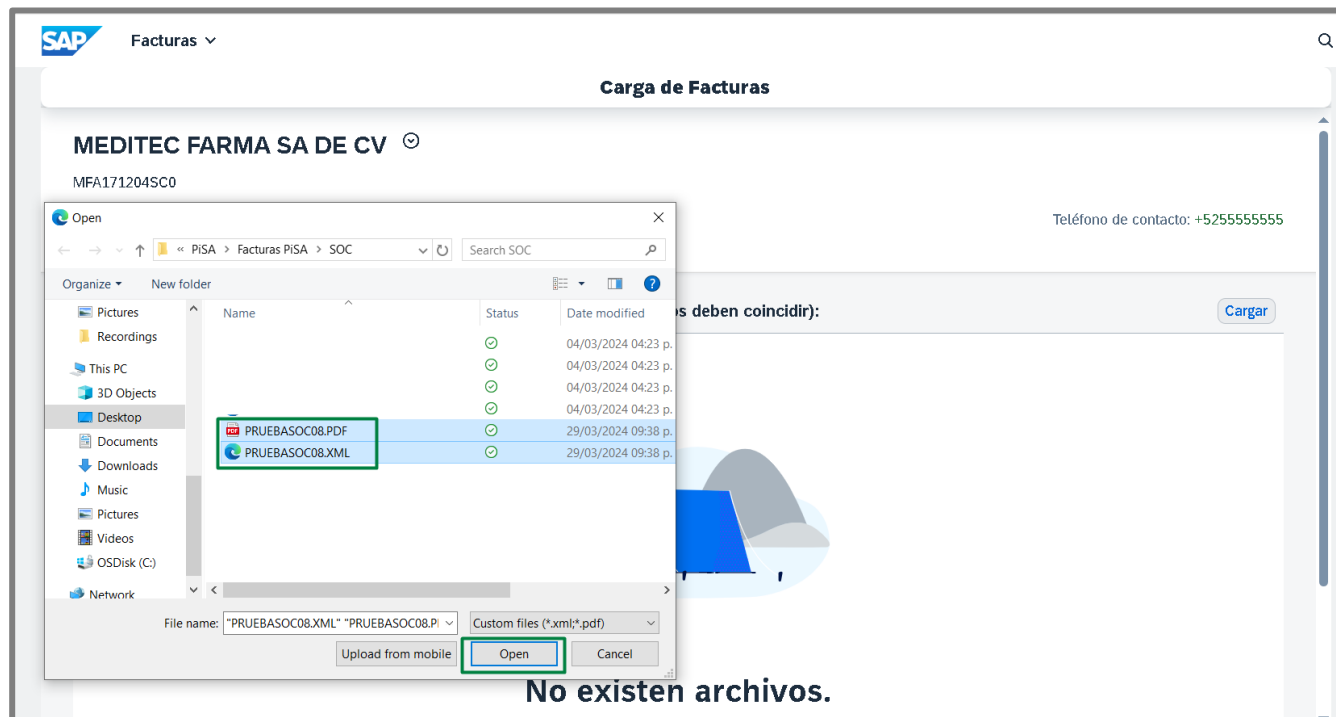 SAP Facturas
Carga de Facturas
MEDITEC FARMA SA DE CV
MFA171204SC0
Teléfono de contacto: +5255555555
os deben coincidir):
Cargar
Open
« PiSA > Facturas PiSA > SOC
Search SOC
Organize
New folder
?
Name
Status
Date modified
Pictures
Recordings
This PC
3D Objects
Desktop
Documents
Downloads
Music
Pictures
Videos
OSDisk (C:)
Network
04/03/2024 04:23 p.
04/03/2024 04:23 p.
04/03/2024 04:23 p.
04/03/2024 04:23 p.
PDF PRUEBASOC08.PDF 29/03/2024 09:38 p.
PRUEBASOC08.XML 29/03/2024 09:38 p.
File name: "PRUEBASOC08.XML" "PRUEBASOC08.P
Custom files (*.xml;*.pdf)
Upload from mobile
Open
Cancel
No existen archivos.